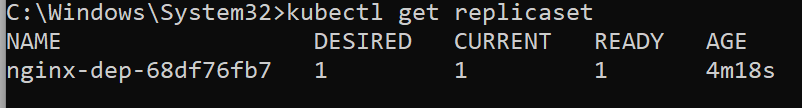 C:\Windows\System32>kubectl get replicaset
NAME DESIRED CURRENT READY AGE
nginx-dep-68df76fb7 1 1 1 4m18s